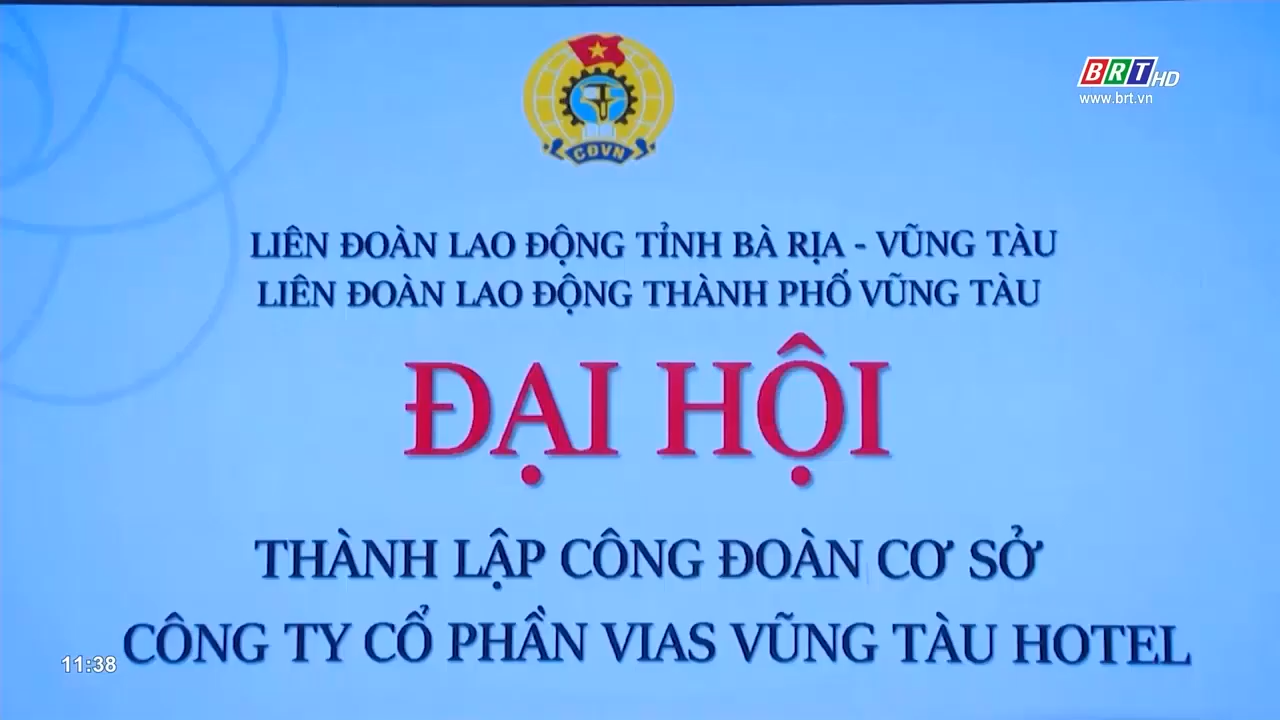 BRT HD
www.brt.vn
CĐVN
LIÊN ĐOÀN LAO ĐỘNG TỈNH BÀ RỊA - VŨNG TÀU
LIÊN ĐOÀN LAO ĐỘNG THÀNH PHỐ VŨNG TÀU
ĐẠI HỘI
THÀNH LẬP CÔNG ĐOÀN CƠ SỞ
CÔNG TY CỔ PHẦN VIAS VŨNG TÀU HOTEL
11:38